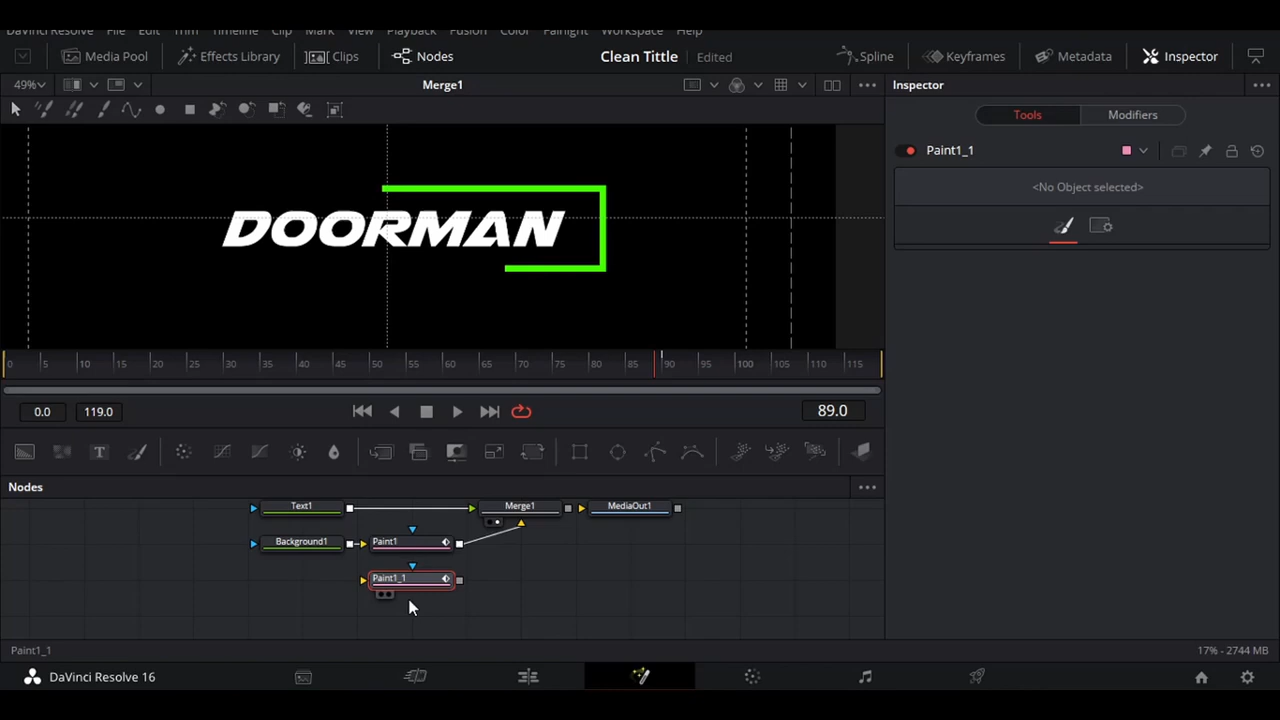 DaVinci Resolve File Edit Trim Timeline Clip Mark View Playback Fusion Color Fairlight Workspace Help
Media Pool Effects Library Clips Nodes Clean Tittle Edited Spline Keyframes Metadata Inspector
49% Merge1 Inspector
Tools Modifiers
Paint1_1
<No Object selected>
DOORMAN
0 5 10 15 20 25 30 35 40 45 50 55 60 65 70 75 80 85 90 95 100 105 110 115
0.0 119.0 89.0
T
Nodes
Text1 Merge1 MediaOut1
Background1 Paint1
Paint1_1
Paint1_1 17% - 2744 MB
DaVinci Resolve 16